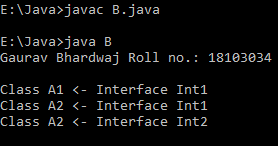 E:\Java>javac B.java
E:\Java>java B
Gaurav Bhardwaj Roll no.: 18103034
Class A1 <- Interface Int1
Class A2 <- Interface Int1
Class A2 <- Interface Int2